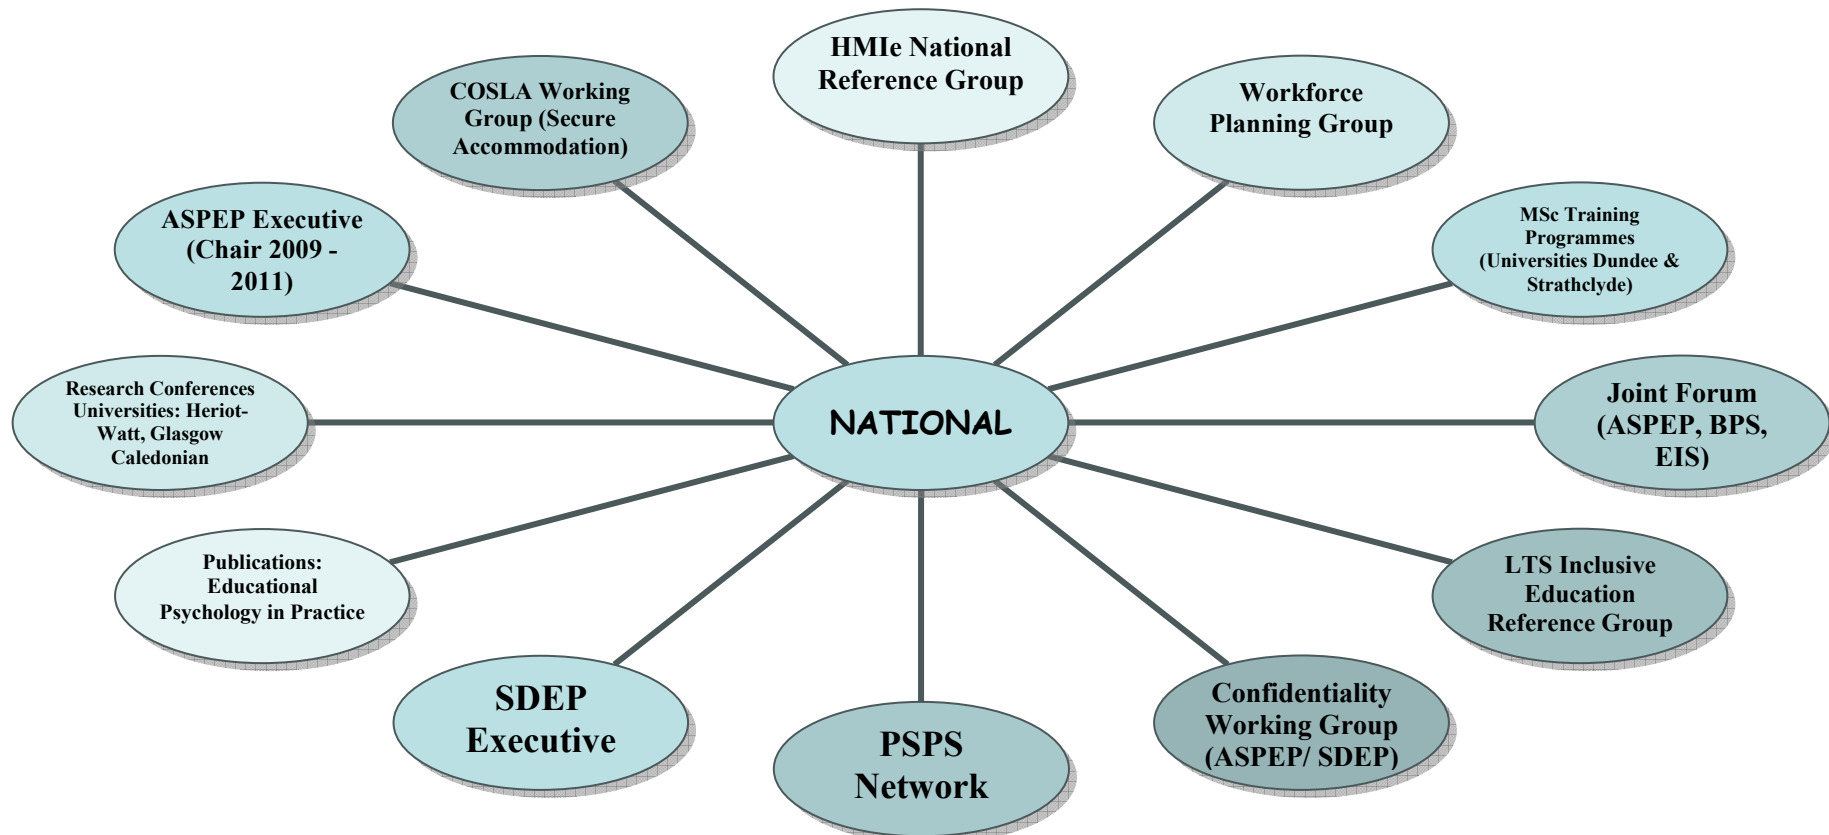 HMIe National
Reference Group
COSLA Working
Group (Secure
Accommodation)
Workforce
Planning Group
ASPEP Executive
(Chair 2009 -
2011)
MSc Training
Programmes
(Universities Dundee &
Strathclyde)
Research Conferences
Universities: Heriot-
Watt, Glasgow
Caledonian
NATIONAL
Joint Forum
(ASPEP, BPS,
EIS)
Publications:
Educational
Psychology in Practice
LTS Inclusive
Education
Reference Group
SDEP
Executive
PSPS
Network
Confidentiality
Working Group
(ASPEP/ SDEP)